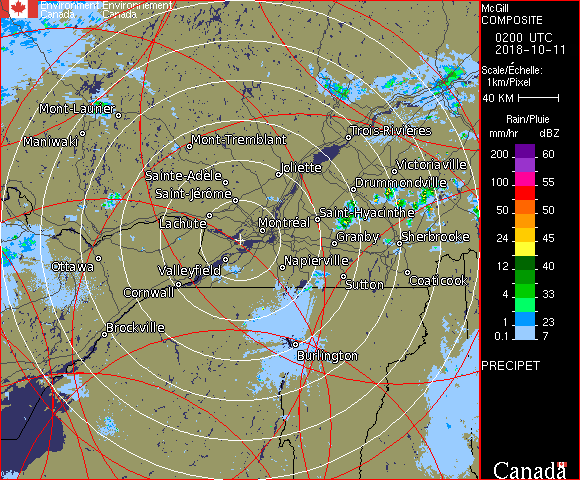 Environment Environnement
Canada Canada
McGill
COMPOSITE
0200 UTC
2018-10-11
Scale/Échelle:
1km/Pixel
40 KM
Rain/Pluie
mm/hr dBZ
200 60
100 55
50 50
24 45
12 40
4 33
1 23
0.1 7
PRECIPET
Canada
Mont-Laurier
Maniwaki
Mont-Tremblant
Trois-Rivières
Joliette
Victoriaville
Sainte-Adèle
Drummondville
Saint-Jérôme
Lachute
Saint-Hyacinthe
Montréal
Granby
Sherbrooke
Ottawa
Valleyfield
Napierville
Sutton
Coaticook
Cornwall
Brockville
Burlington